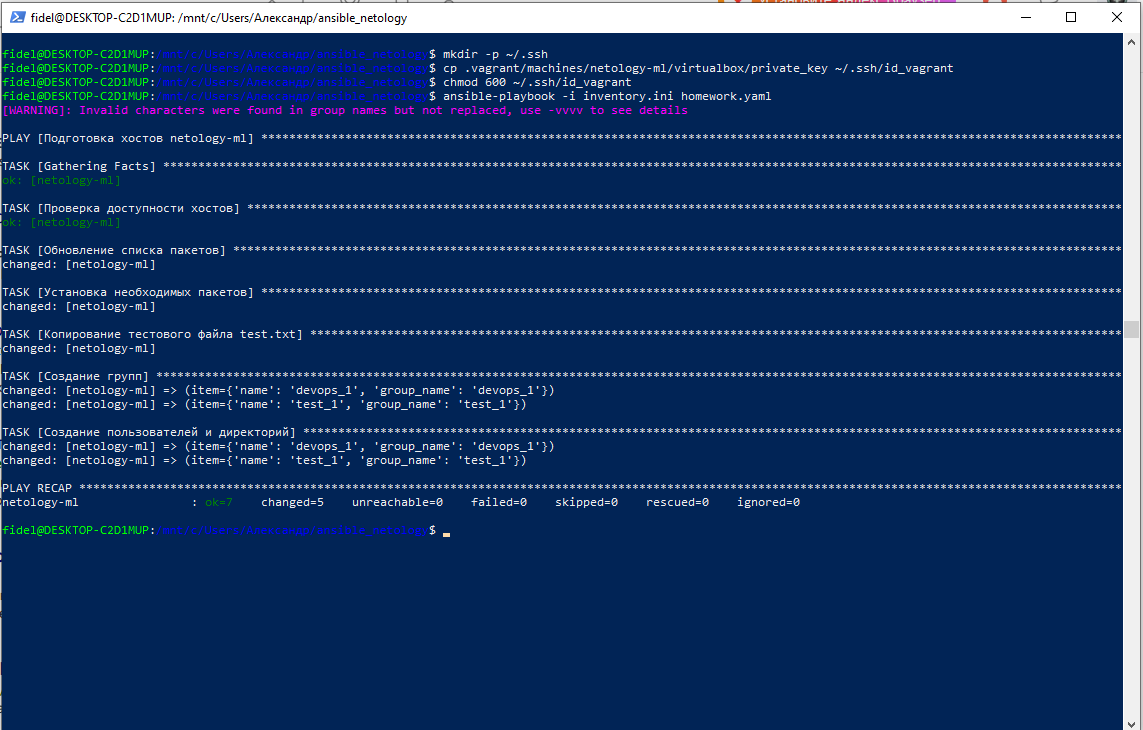 fidel@DESKTOP-C2D1MUP: /mnt/c/Users/Александр/ansible_netology
fidel@DESKTOP-C2D1MUP:/mnt/c/Users/Александр/ansible_netology$ mkdir -p ~/.ssh
fidel@DESKTOP-C2D1MUP:/mnt/c/Users/Александр/ansible_netology$ cp .vagrant/machines/netology-ml/virtualbox/private_key ~/.ssh/id_vagrant
fidel@DESKTOP-C2D1MUP:/mnt/c/Users/Александр/ansible_netology$ chmod 600 ~/.ssh/id_vagrant
fidel@DESKTOP-C2D1MUP:/mnt/c/Users/Александр/ansible_netology$ ansible-playbook -i inventory.ini homework.yaml
[WARNING]: Invalid characters were found in group names but not replaced, use -vvvv to see details
PLAY [Подготовка хостов netology-ml] ***************************************************************************************************************************
TASK [Gathering Facts] *****************************************************************************************************************************************
ok: [netology-ml]
TASK [Проверка доступности хостов] *****************************************************************************************************************************
ok: [netology-ml]
TASK [Обновление списка пакетов] *******************************************************************************************************************************
changed: [netology-ml]
TASK [Установка необходимых пакетов] ***************************************************************************************************************************
changed: [netology-ml]
TASK [Копирование тестового файла test.txt] ********************************************************************************************************************
changed: [netology-ml]
TASK [Создание групп] ******************************************************************************************************************************************
changed: [netology-ml] => (item={'name': 'devops_1', 'group_name': 'devops_1'})
changed: [netology-ml] => (item={'name': 'test_1', 'group_name': 'test_1'})
TASK [Создание пользователей и директорий] *********************************************************************************************************************
changed: [netology-ml] => (item={'name': 'devops_1', 'group_name': 'devops_1'})
changed: [netology-ml] => (item={'name': 'test_1', 'group_name': 'test_1'})
PLAY RECAP *****************************************************************************************************************************************************
netology-ml                : ok=7    changed=5    unreachable=0    failed=0    skipped=0    rescued=0    ignored=0
fidel@DESKTOP-C2D1MUP:/mnt/c/Users/Александр/ansible_netology$